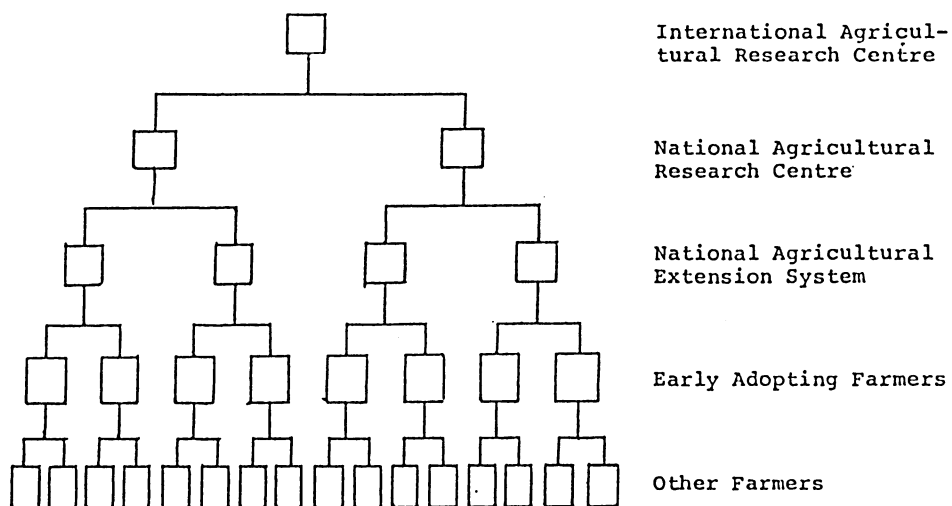 International Agricul-
tural Research Centre
National Agricultural
Research Centre
National Agricultural
Extension System
Early Adopting Farmers
Other Farmers